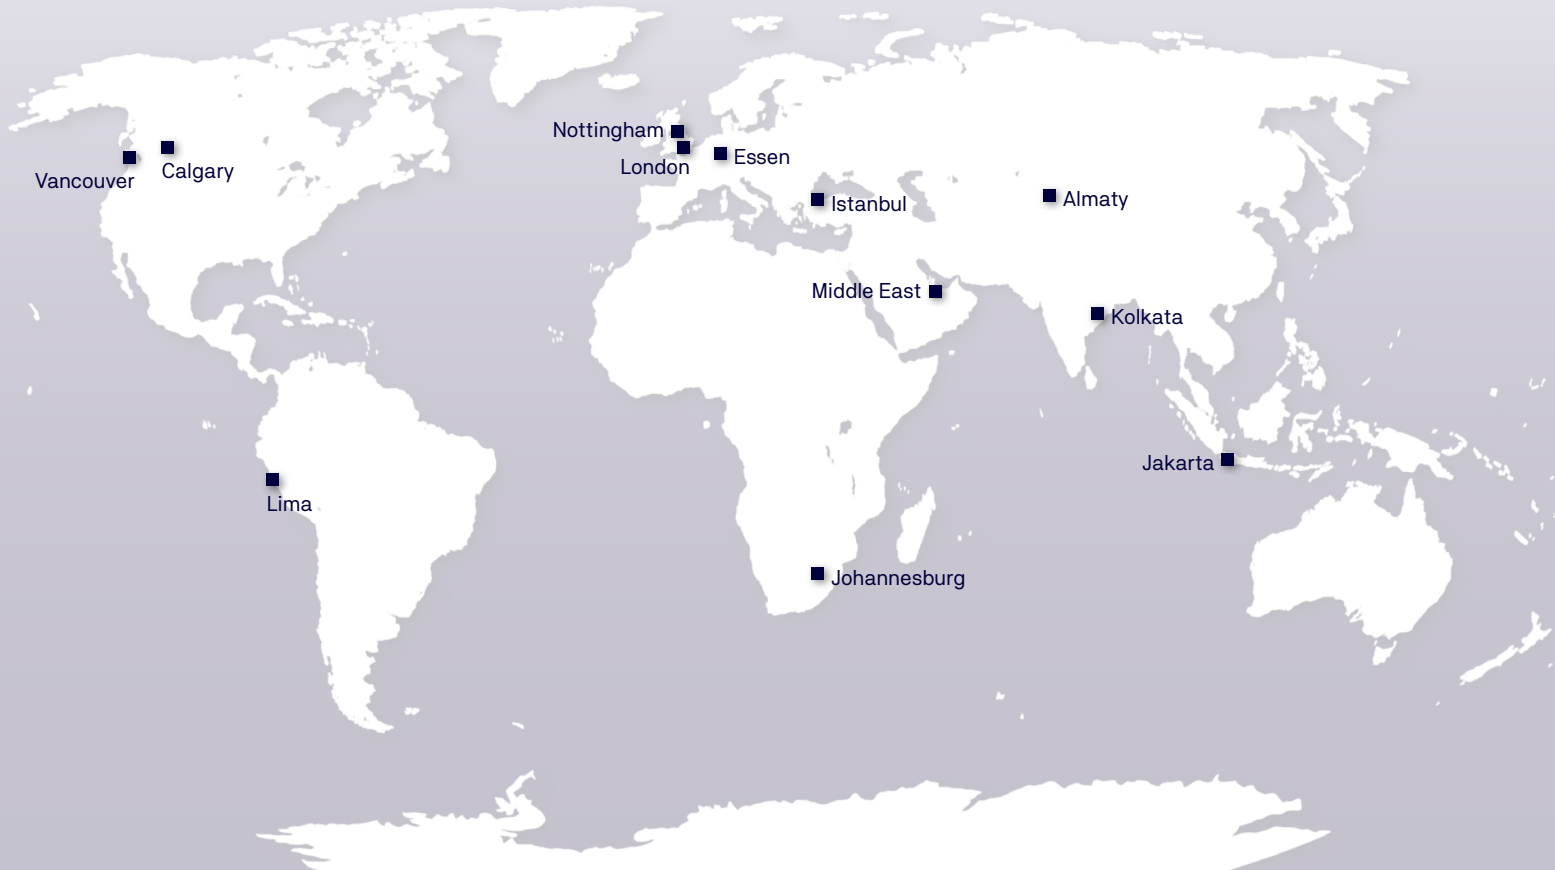 Nottingham
Essen
London
Calgary
Vancouver
Almaty
Istanbul
Middle East
Kolkata
Jakarta
Lima
Johannesburg